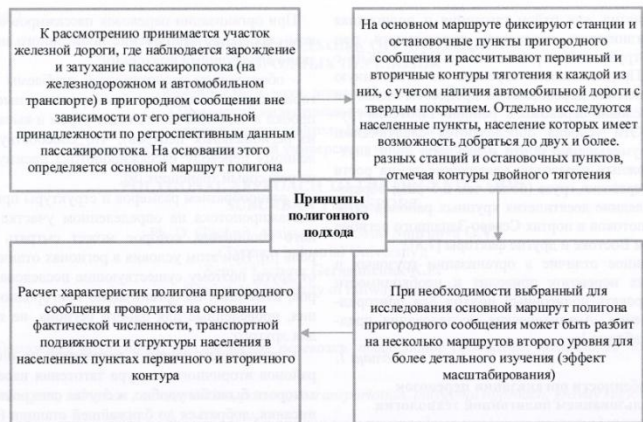 К рассмотрению принимается участок
железной дороги, где наблюдается зарождение
и затухание пассажиропотока (на
железнодорожном и автомобильном
транспорте) в пригородном сообщении вне
зависимости от его региональной
принадлежности по ретроспективным данным
пассажиропотока. На основании этого
определяется основной маршрут полигона
На основном маршруте фиксируют станции и
остановочные пункты пригородного
сообщения и рассчитывают первичный и
вторичные контуры тяготения к каждой из
них, с учетом наличия автомобильной дороги с
твердым покрытием. Отдельно исследуются
населенные пункты, население которых имеет
возможность добраться до двух и более.
разных станций и остановочных пунктов,
отмечая контуры двойного тяготения
Принципы
полигонного
подхода
Расчет характеристик полигона пригородного
сообщения проводится на основании
фактической численности, транспортной
подвижности и структуры населения в
населенных пунктах первичного и вторичного
контура
При необходимости выбранный для
исследования основной маршрут полигона
пригородного сообщения может быть разбит
на несколько маршрутов второго уровня для
более детального изучения (эффект
масштабирования)